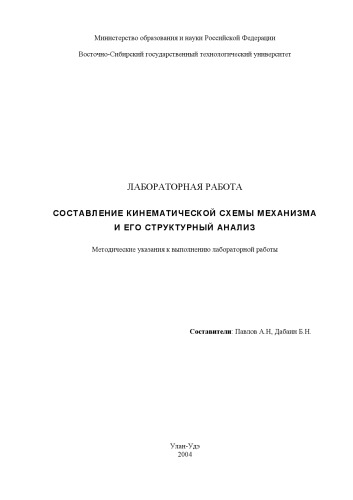 Министерство образования и науки Российской Федерации
Восточно-Сибирский государственный технологический университет
ЛАБОРАТОРНАЯ РАБОТА
СОСТАВЛЕНИЕ КИНЕМАТИЧЕСКОЙ СХЕМЫ МЕХАНИЗМА
И ЕГО СТРУКТУРНЫЙ АНАЛИЗ
Методические указания к выполнению лабораторной работы
Составители: Павлов А.Н, Дабкин Б.Н.
Улан-Удэ
2004